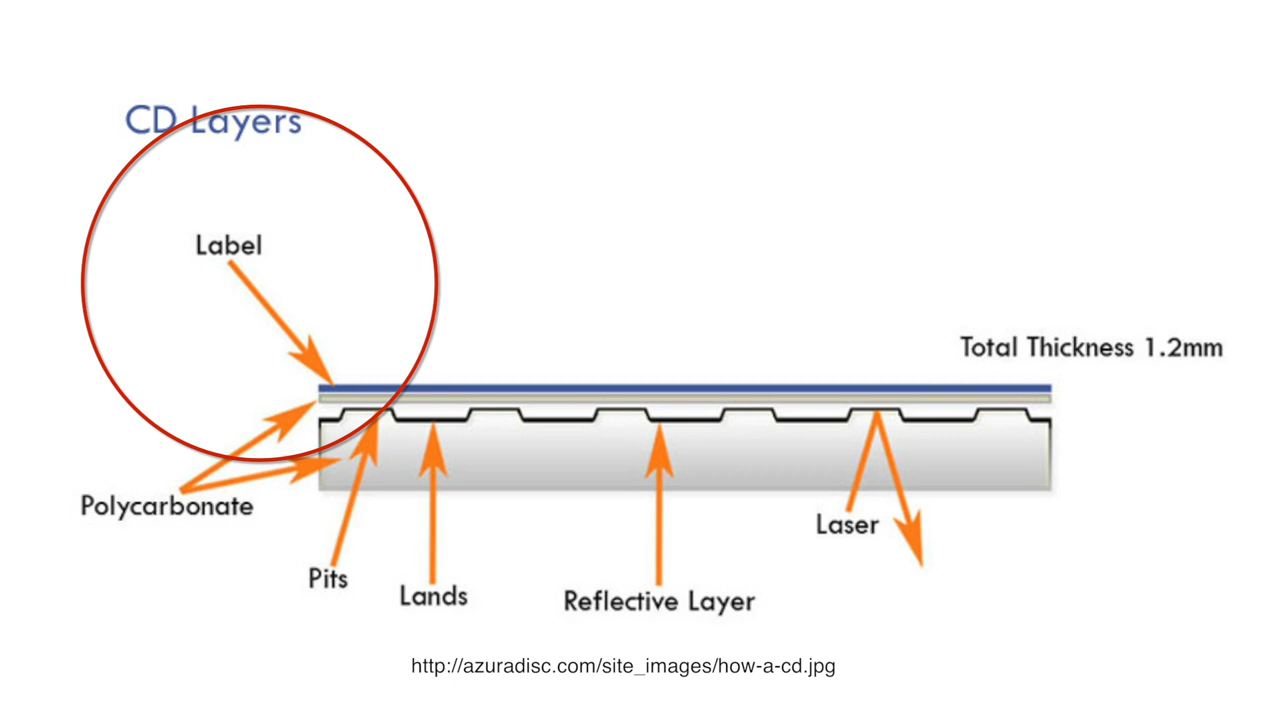 CD Layers
Label
Total Thickness 1.2mm
Polycarbonate
Laser
Pits
Lands
Reflective Layer
http://azuradisc.com/site_images/how-a-cd.jpg